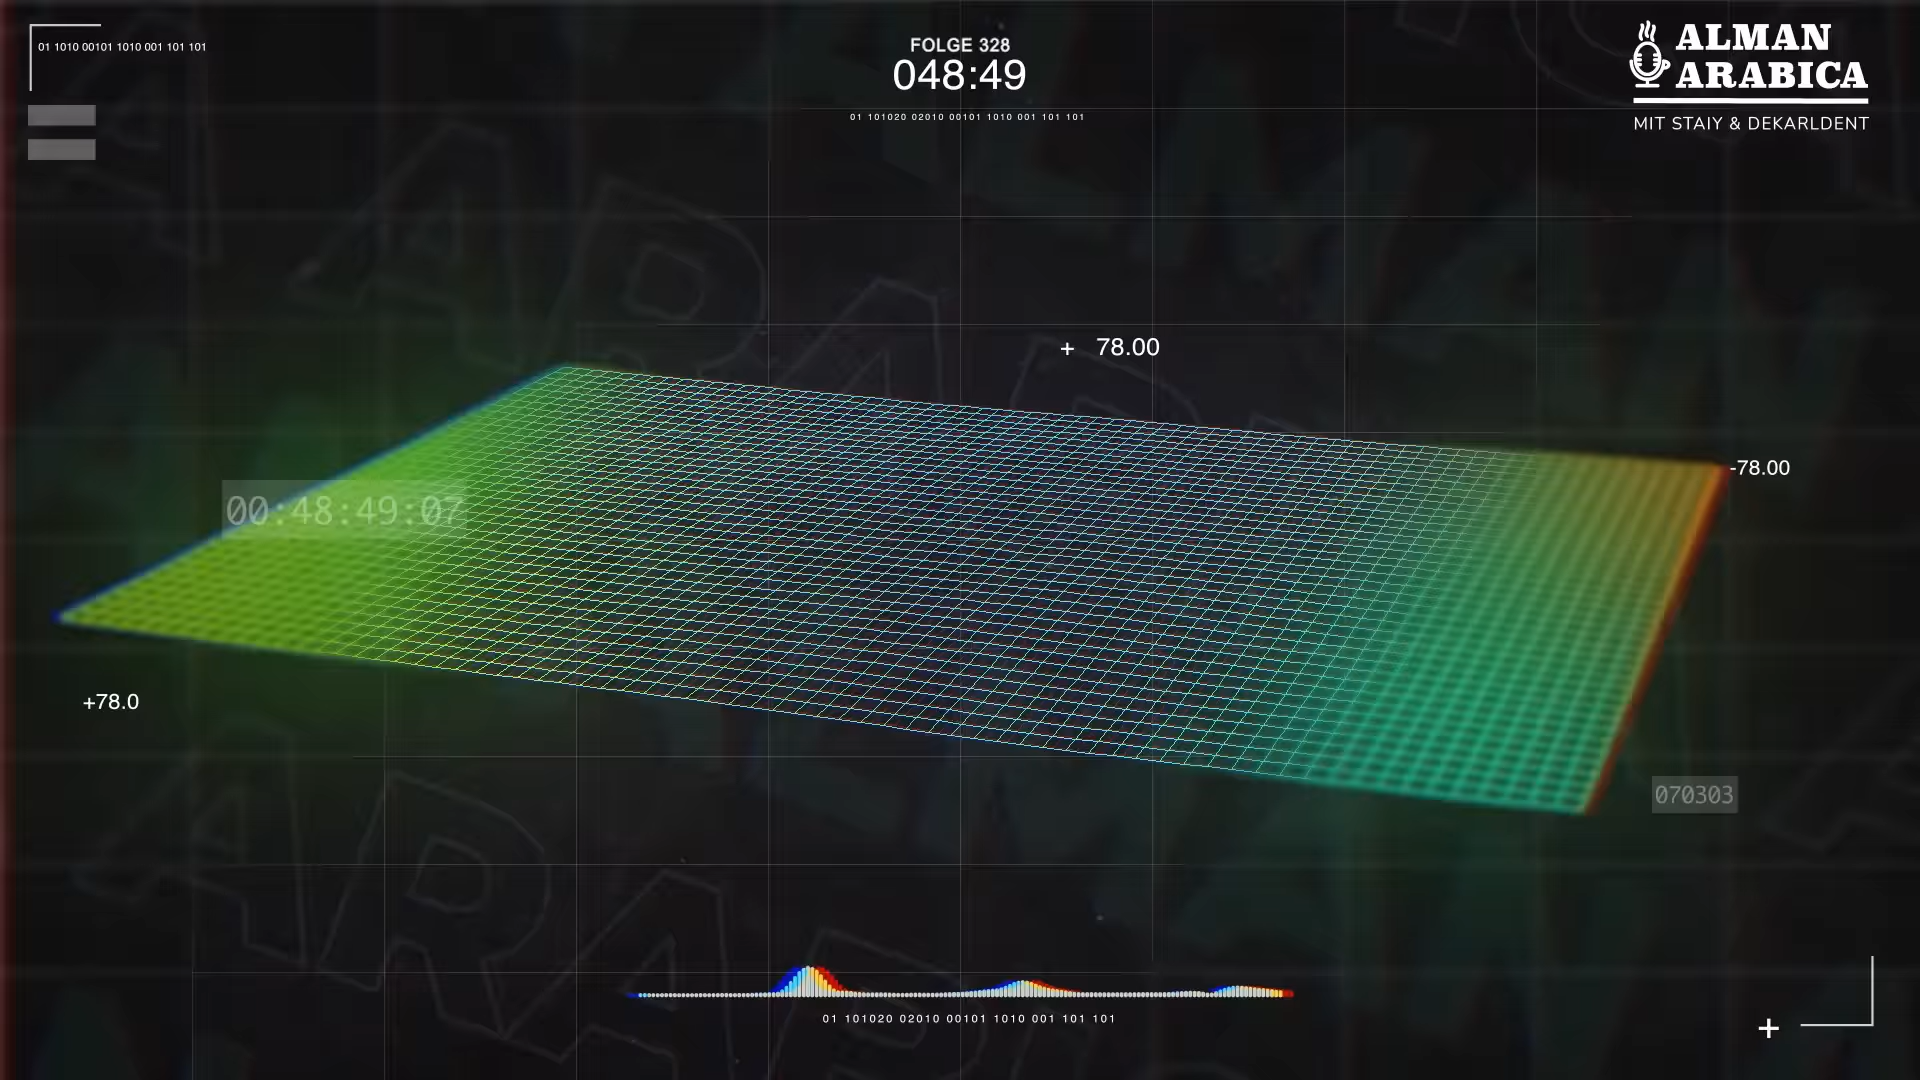 01 1010 00101 1010 001 101 101
FOLGE 328
048:49
01 101020 02010 00101 1010 001 101 101
ALMAN
ARABICA
MIT STAIY & DEKARLDENT
+ 78.00
-78.00
00:48:49:07
+78.0
070303
01 101020 02010 00101 1010 001 101 101
+